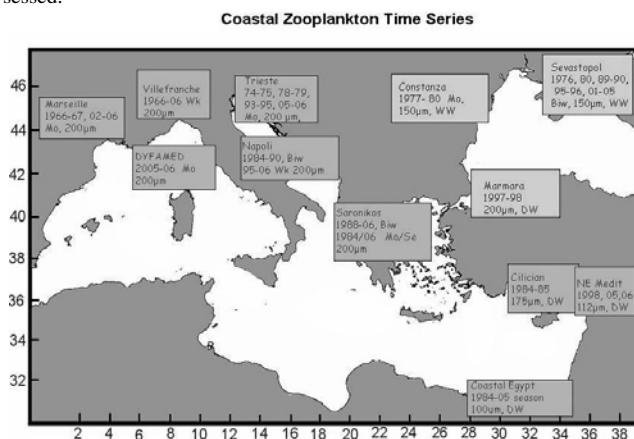 sessed.
Coastal Zooplankton Time Series
Marseille
1966-67, 02-06
Mo, 200µm
Villefranche
1966-06 Wk
200µm
DYFAMED
2005-06 Mo
200µm
Trieste
74-75, 78-79,
93-95, 05-06
Mo, 200 µm,
Napoli
1984-90, Biw
95-06 Wk 200µm
Saronikos
1988-06, Biw
1984/06 Mo/Se
200µm
Constanza
1977- 80 Mo,
150µm, WW
Sevastopol
1976, 80, 89-90,
95-96, 01-05
Biw, 150µm, WW
Marmara
1997-98
200µm, DW
Cilician
1984-85
175µm, DW
NE Medit
1998, 05,06
112µm, DW
Coastal Egypt
1984-05 season
100um, DW
46
44
42
40
38
36
34
32
2 4 6 8 10 12 14 16 18 20 22 24 26 28 30 32 34 36 38